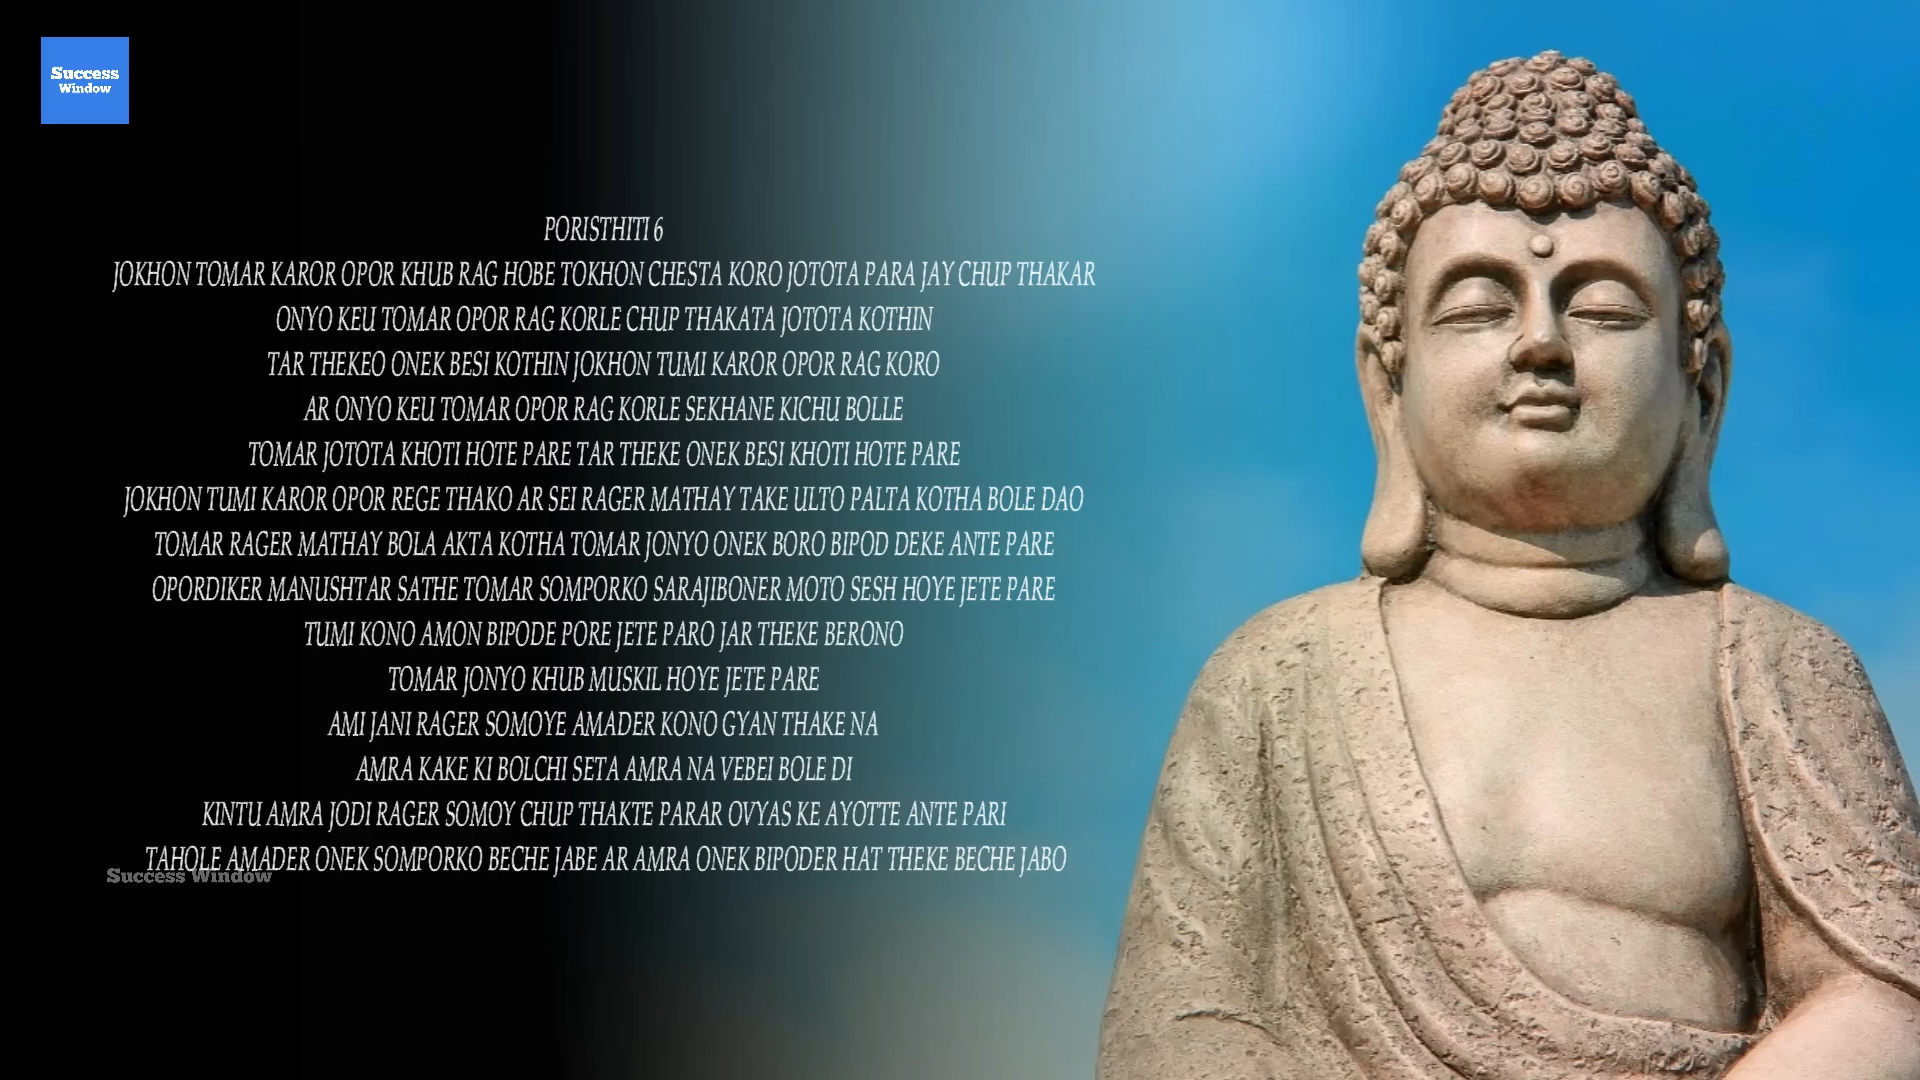 Success
Window
PORISTHITI 6
JOKHON TOMAR KAROR OPOR KHUB RAG HOBE TOKHON CHESTA KORO JOTOTA PARA JAY CHUP THAKAR
ONYO KEU TOMAR OPOR RAG KORLE CHUP THAKATA JOTOTA KOTHIN
TAR THEKEO ONEK BESI KOTHIN JOKHON TUMI KAROR OPOR RAG KORO
AR ONYO KEU TOMAR OPOR RAG KORLE SEKHANE KICHU BOLLE
TOMAR JOTOTA KHOTI HOTE PARE TAR THEKE ONEK BESI KHOTI HOTE PARE
JOKHON TUMI KAROR OPOR REGE THAKO AR SEI RAGER MATHAY TAKE ULTO PALTA KOTHA BOLE DAO
TOMAR RAGER MATHAY BOLA AKTA KOTHA TOMAR JONYO ONEK BORO BIPOD DEKE ANTE PARE
OPORDIKER MANUSHTAR SATHE TOMAR SOMPORKO SARAJIBONER MOTO SESH HOYE JETE PARE
TUMI KONO AMON BIPODE PORE JETE PARO JAR THEKE BERONO
TOMAR JONYO KHUB MUSKIL HOYE JETE PARE
AMI JANI RAGER SOMOYE AMADER KONO GYAN THAKE NA
AMRA KAKE KI BOLCHI SETA AMRA NA VEBEI BOLE DI
KINTU AMRA JODI RAGER SOMOY CHUP THAKTE PARAR OVYAS KE AYOTTE ANTE PARI
TAHOLE AMADER ONEK SOMPORKO BECHE JABE AR AMRA ONEK BIPODER HAT THEKE BECHE JABO
Success Window